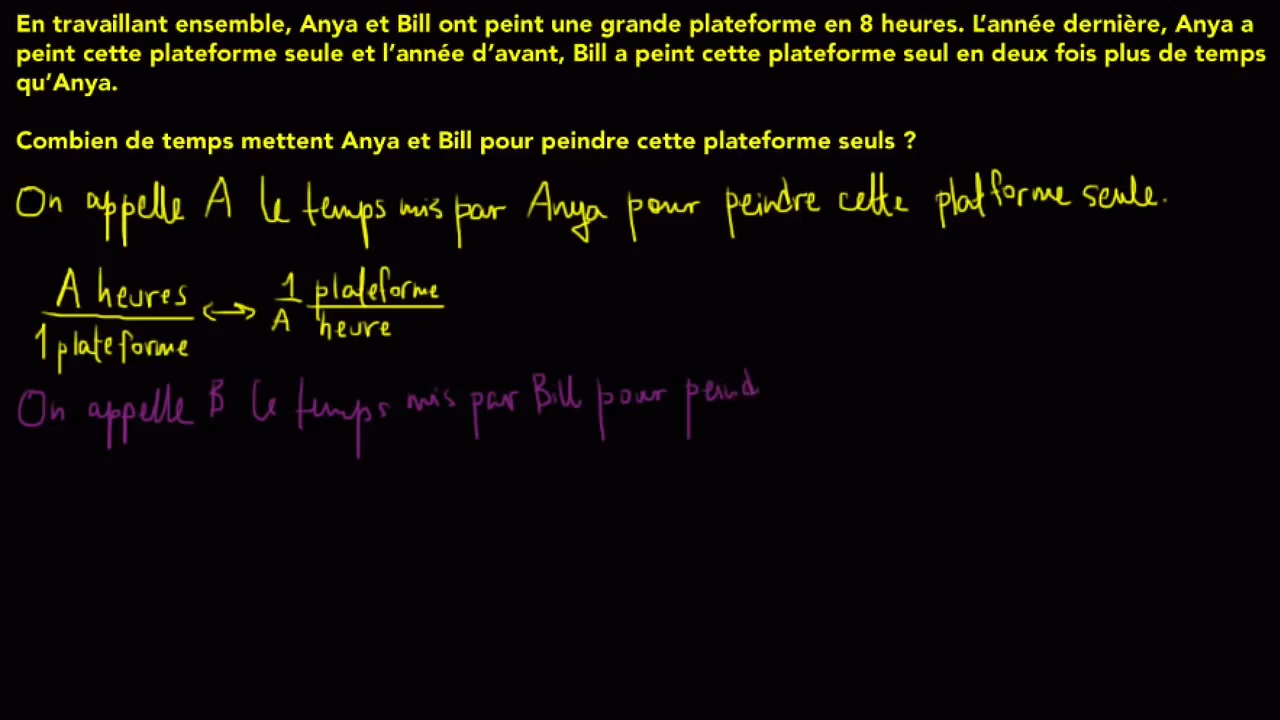 En travaillant ensemble, Anya et Bill ont peint une grande plateforme en 8 heures. L’année dernière, Anya a
peint cette plateforme seule et l’année d’avant, Bill a peint cette plateforme seul en deux fois plus de temps
qu’Anya.
Combien de temps mettent Anya et Bill pour peindre cette plateforme seuls ?
On appelle A le temps mis par Anya pour peindre cette platforme seule.
A heures / 1 plateforme ↔ 1/A plateforme / heure
On appelle B le temps mis par Bill pour peind